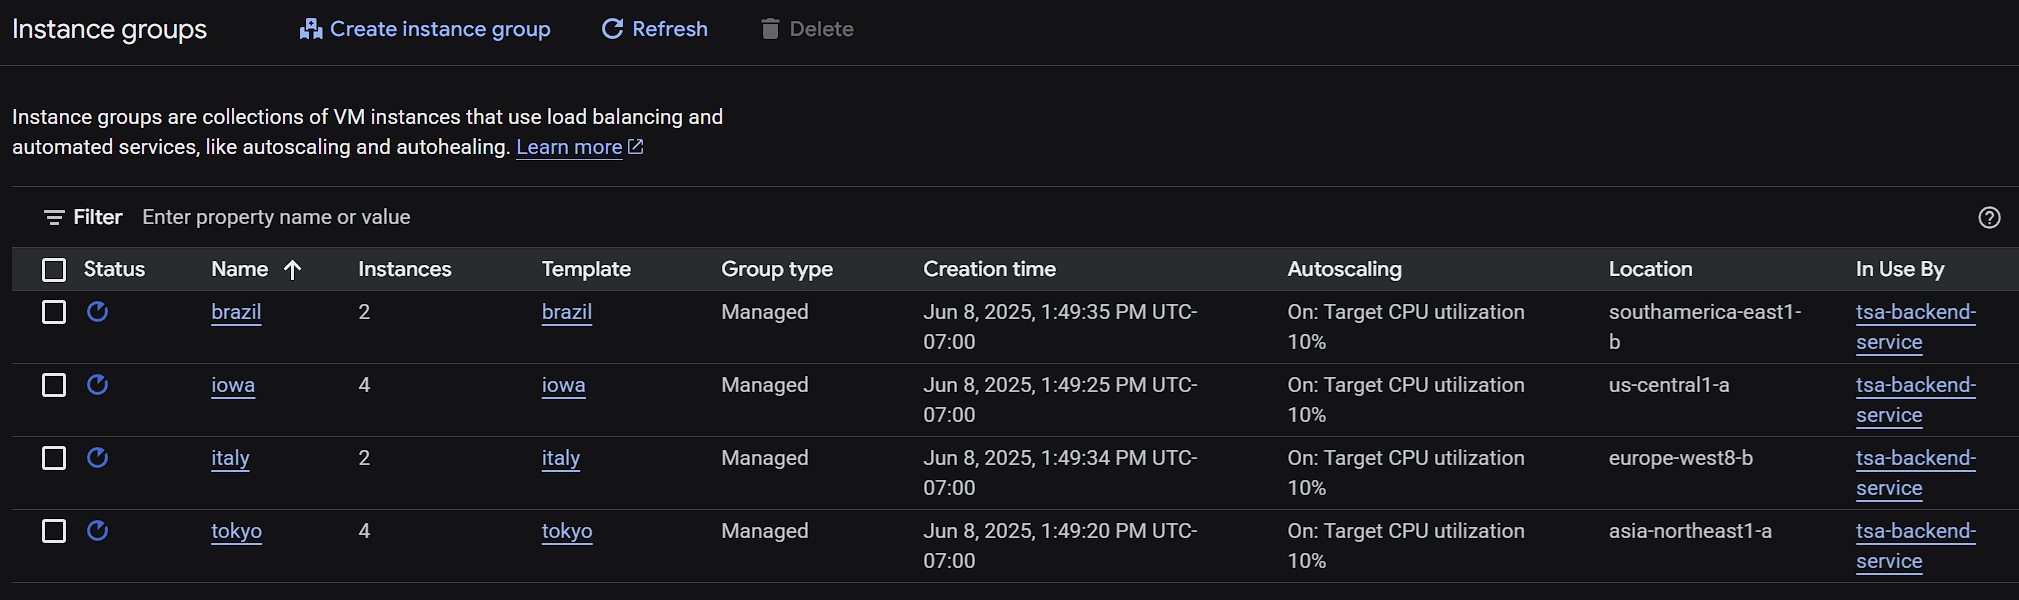 Instance groups Create instance group Refresh Delete
Instance groups are collections of VM instances that use load balancing and
automated services, like autoscaling and autohealing. Learn more
Filter Enter property name or value
Status Name Instances Template Group type Creation time Autoscaling Location In Use By
brazil 2 brazil Managed Jun 8, 2025, 1:49:35 PM UTC- On: Target CPU utilization southamerica-east1- tsa-backend-
07:00 10% b service
iowa 4 iowa Managed Jun 8, 2025, 1:49:25 PM UTC- On: Target CPU utilization us-central1-a tsa-backend-
07:00 10% service
italy 2 italy Managed Jun 8, 2025, 1:49:34 PM UTC- On: Target CPU utilization europe-west8-b tsa-backend-
07:00 10% service
tokyo 4 tokyo Managed Jun 8, 2025, 1:49:20 PM UTC- On: Target CPU utilization asia-northeast1-a tsa-backend-
07:00 10% service